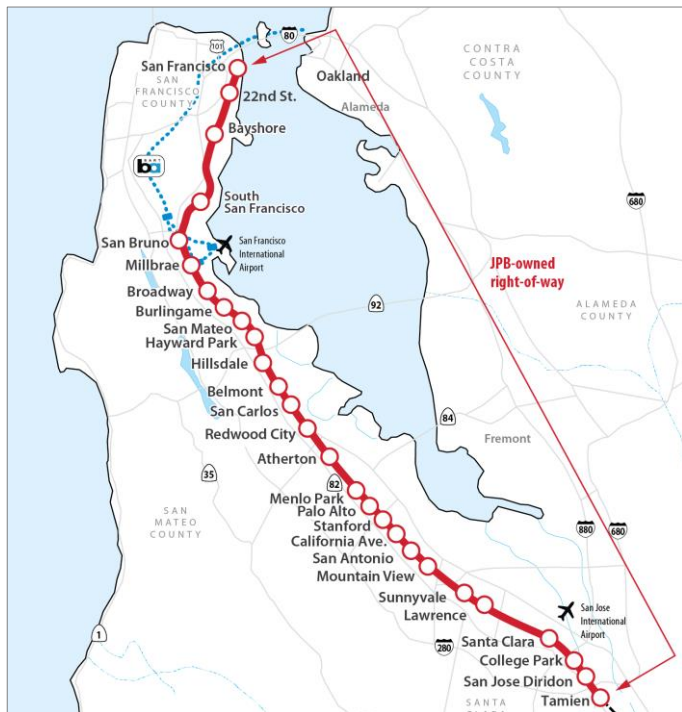 101
80
CONTRA
COSTA
COUNTY
San Francisco
SAN
FRANCISCO
COUNTY
Oakland
22nd St.
Alameda
Bayshore
ba
680
South
San Francisco
San Bruno
San Francisco
International
Airport
Millbrae
JPB-owned
right-of-way
Broadway
92
ALAMEDA
COUNTY
Burlingame
San Mateo
Hayward Park
Hillsdale
Belmont
San Carlos
84
Redwood City
Fremont
Atherton
35
82
Menlo Park
SAN
MATEO
COUNTY
Palo Alto
Stanford
880
680
California Ave.
San Antonio
Mountain View
Sunnyvale
Lawrence
San Jose
International
Airport
1
280
Santa Clara
College Park
San Jose Diridon
Tamien
SANTA